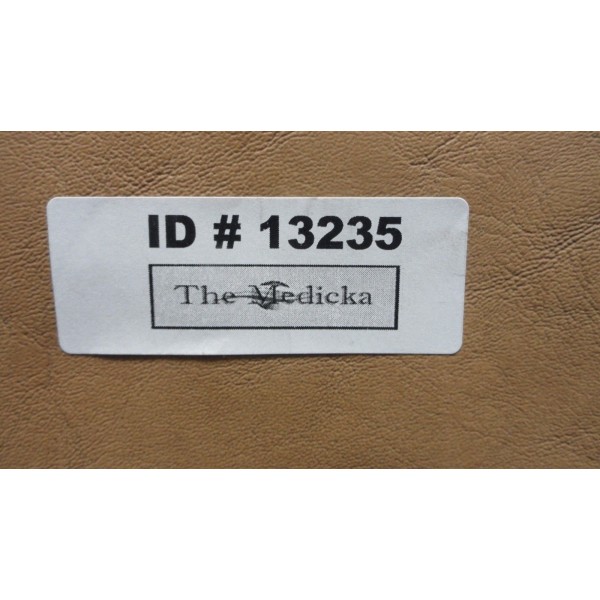 ID # 13235
The Medicka